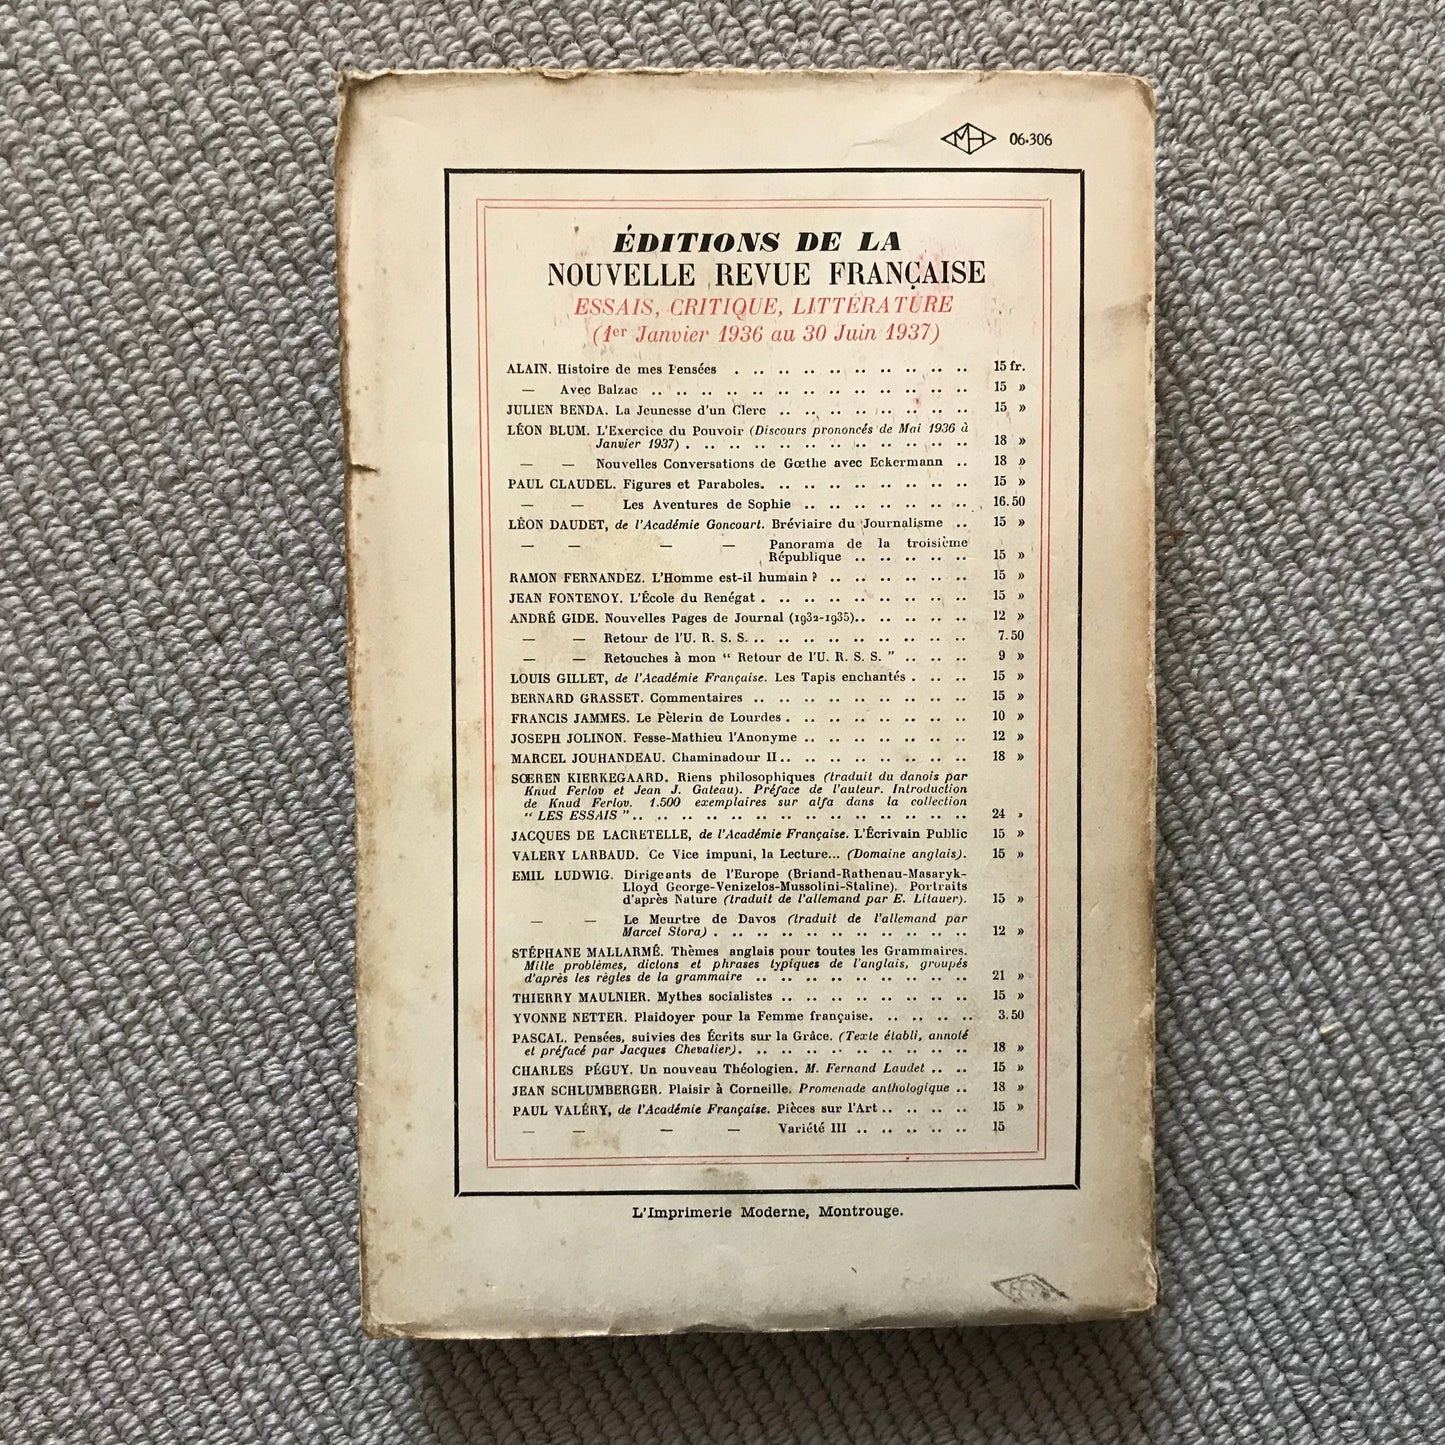 MH 06·306
ÉDITIONS DE LA
NOUVELLE REVUE FRANÇAISE
ESSAIS, CRITIQUE, LITTÉRATURE
(1er Janvier 1936 au 30 Juin 1937)
ALAIN. Histoire de mes Pensées . .. .. .. .. .. .. .. .. .. 15 fr.
— Avec Balzac .. .. .. .. .. .. .. .. .. .. .. .. .. 15 »
JULIEN BENDA. La Jeunesse d'un Clerc .. .. .. .. .. .. .. .. 15 »
LÉON BLUM. L'Exercice du Pouvoir (Discours prononcés de Mai 1936 à
Janvier 1937) . .. .. .. .. .. .. .. .. .. .. .. 18 »
— — Nouvelles Conversations de Gœthe avec Eckermann .. 18 »
PAUL CLAUDEL. Figures et Paraboles. .. .. .. .. .. .. .. .. 15 »
— — Les Aventures de Sophie .. .. .. .. .. .. .. 16.50
LÉON DAUDET, de l'Académie Goncourt. Bréviaire du Journalisme .. 15 »
— — — — Panorama de la troisième
République .. .. .. .. .. 15 »
RAMON FERNANDEZ. L'Homme est-il humain ? .. .. .. .. .. .. 15 »
JEAN FONTENOY. L'École du Renégat . .. .. .. .. .. .. .. .. 15 »
ANDRÉ GIDE. Nouvelles Pages de Journal (1932-1935).. .. .. .. .. 12 »
— — Retour de l'U. R. S. S. .. .. .. .. .. .. .. .. .. 7.50
— — Retouches à mon “ Retour de l'U. R. S. S. ” .. .. .. 9 »
LOUIS GILLET, de l'Académie Française. Les Tapis enchantés . .. .. 15 »
BERNARD GRASSET. Commentaires .. .. .. .. .. .. .. .. .. 15 »
FRANCIS JAMMES. Le Pèlerin de Lourdes . .. .. .. .. .. .. .. 10 »
JOSEPH JOLINON. Fesse-Mathieu l'Anonyme .. .. .. .. .. .. .. 12 »
MARCEL JOUHANDEAU. Chaminadour II .. .. .. .. .. .. .. .. 18 »
SŒREN KIERKEGAARD. Riens philosophiques (traduit du danois par
Knud Ferlov et Jean J. Gateau). Préface de l'auteur. Introduction
de Knud Ferlov. 1.500 exemplaires sur alfa dans la collection
“ LES ESSAIS ” .. .. .. .. .. .. .. .. .. .. .. .. .. .. 24 »
JACQUES DE LACRETELLE, de l'Académie Française. L'Écrivain Public 15 »
VALERY LARBAUD. Ce Vice impuni, la Lecture... (Domaine anglais). 15 »
EMIL LUDWIG. Dirigeants de l'Europe (Briand-Rathenau-Masaryk-
Lloyd George-Venizelos-Mussolini-Staline). Portraits
d'après Nature (traduit de l'allemand par E. Litauer). 15 »
— — Le Meurtre de Davos (traduit de l'allemand par
Marcel Stora) . .. .. .. .. .. .. .. .. .. .. 12 »
STÉPHANE MALLARMÉ. Thèmes anglais pour toutes les Grammaires.
Mille problèmes, dictons et phrases typiques de l'anglais, groupés
d'après les règles de la grammaire .. .. .. .. .. .. .. .. .. 21 »
THIERRY MAULNIER. Mythes socialistes .. .. .. .. .. .. .. .. 15 »
YVONNE NETTER. Plaidoyer pour la Femme française. .. .. .. .. 3.50
PASCAL. Pensées, suivies des Écrits sur la Grâce. (Texte établi, annoté
et préfacé par Jacques Chevalier). .. .. .. .. .. .. .. .. .. 18 »
CHARLES PÉGUY. Un nouveau Théologien. M. Fernand Laudet .. .. 15 »
JEAN SCHLUMBERGER. Plaisir à Corneille. Promenade anthologique .. 18 »
PAUL VALÉRY, de l'Académie Française. Pièces sur l'Art .. .. .. .. 15 »
— — — — Variété III .. .. .. .. .. 15
L'Imprimerie Moderne, Montrouge.